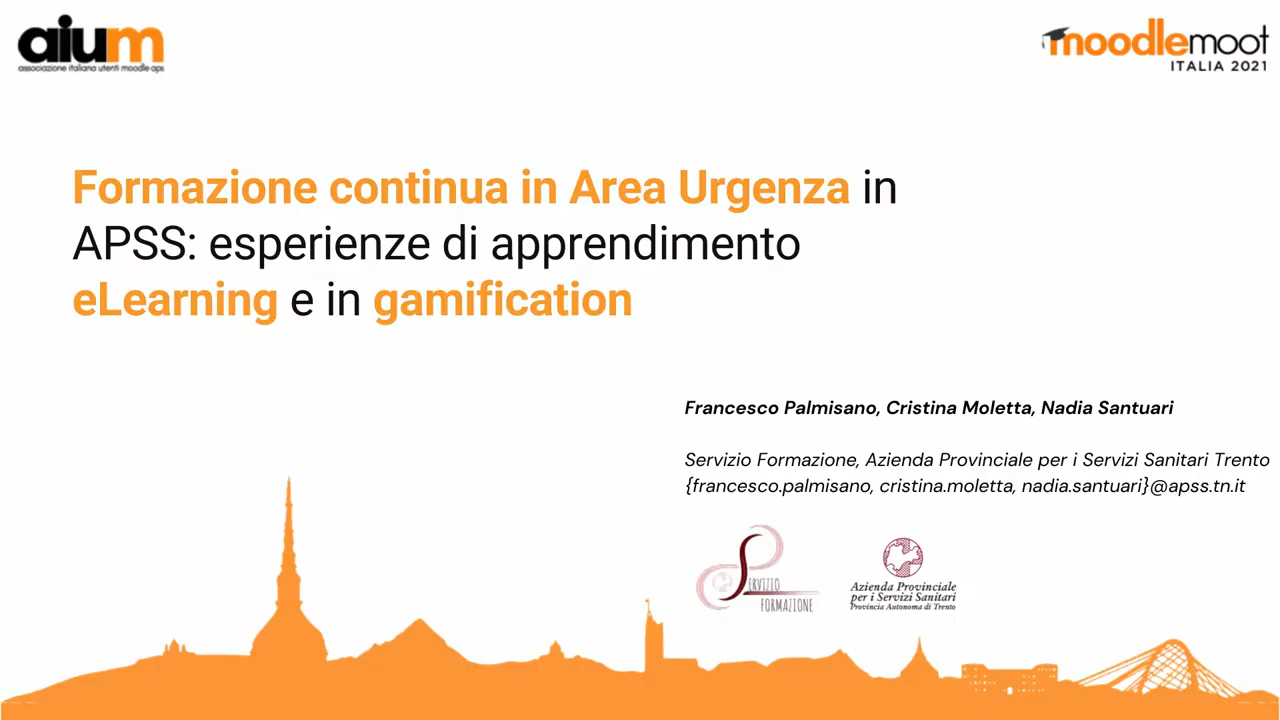 aium
associazione italiana utenti moodle aps
moodlemoot
ITALIA 2021
Formazione continua in Area Urgenza in
APSS: esperienze di apprendimento
eLearning e in gamification
Francesco Palmisano, Cristina Moletta, Nadia Santuari
Servizio Formazione, Azienda Provinciale per i Servizi Sanitari Trento
{francesco.palmisano, cristina.moletta, nadia.santuari}@apss.tn.it
SERVIZIO
FORMAZIONE
Azienda Provinciale
per i Servizi Sanitari
Provincia Autonoma di Trento